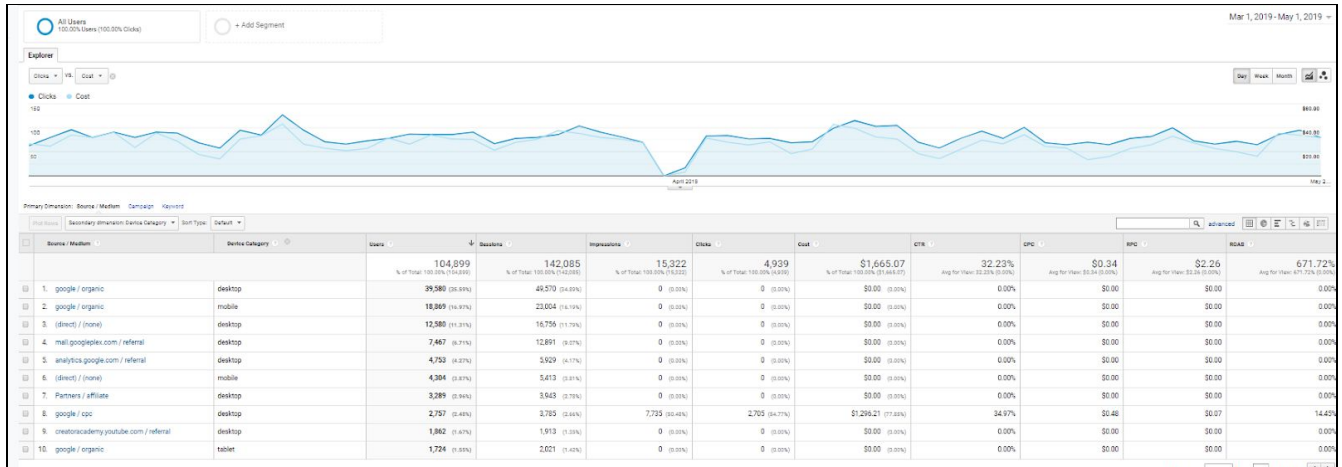 All Users
100.00% Users (100.00% Clicks)
+ Add Segment
Mar 1, 2019 - May 1, 2019
Explorer
Clicks VS. Cost
Day Week Month
Clicks Cost
150 $60.00
100 $40.00
50 $20.00
April 2019 May 2...
Primary Dimension: Source / Medium Campaign Keyword
Plot Rows Secondary dimension: Device Category Sort Type: Default advanced
Source / Medium Device Category Users Sessions Impressions Clicks Cost CTR CPC RPC ROAS
104,899 142,085 15,322 4,939 $1,665.07 32.23% $0.34 $2.26 671.72%
% of Total: 100.00% (104,899) % of Total: 100.00% (142,085) % of Total: 100.00% (15,322) % of Total: 100.00% (4,939) % of Total: 100.00% ($1,665.07) Avg for View: 32.23% (0.00%) Avg for View: $0.34 (0.00%) Avg for View: $2.26 (0.00%) Avg for View: 671.72% (0.00%)
1. google / organic desktop 39,580 49,570 (34.89%) 0 (0.00%) 0 (0.00%) $0.00 (0.00%) 0.00% $0.00 $0.00 0.00%
2. google / organic mobile 18,869 23,004 (16.19%) 0 (0.00%) 0 (0.00%) $0.00 (0.00%) 0.00% $0.00 $0.00 0.00%
3. (direct) / (none) desktop 12,580 (11.31%) 16,756 (11.79%) 0 (0.00%) 0 (0.00%) $0.00 (0.00%) 0.00% $0.00 $0.00 0.00%
4. mall.googleplex.com / referral desktop 7,467 (6.71%) 12,891 (9.07%) 0 (0.00%) 0 (0.00%) $0.00 (0.00%) 0.00% $0.00 $0.00 0.00%
5. analytics.google.com / referral desktop 4,753 (4.27%) 5,929 (4.17%) 0 (0.00%) 0 (0.00%) $0.00 (0.00%) 0.00% $0.00 $0.00 0.00%
6. (direct) / (none) mobile 4,304 (3.87%) 5,413 (3.81%) 0 (0.00%) 0 (0.00%) $0.00 (0.00%) 0.00% $0.00 $0.00 0.00%
7. Partners / affiliate desktop 3,289 (2.96%) 3,943 (2.78%) 0 (0.00%) 0 (0.00%) $0.00 (0.00%) 0.00% $0.00 $0.00 0.00%
8. google / cpc desktop 2,757 (2.48%) 3,785 (2.66%) 7,735 (50.48%) 2,705 (54.77%) $1,296.21 (77.85%) 34.97% $0.48 $0.07 14.45%
9. creatoracademy.youtube.com / referral desktop 1,862 (1.67%) 1,913 (1.35%) 0 (0.00%) 0 (0.00%) $0.00 (0.00%) 0.00% $0.00 $0.00 0.00%
10. google / organic tablet 1,724 (1.55%) 2,021 (1.42%) 0 (0.00%) 0 (0.00%) $0.00 (0.00%) 0.00% $0.00 $0.00 0.00%